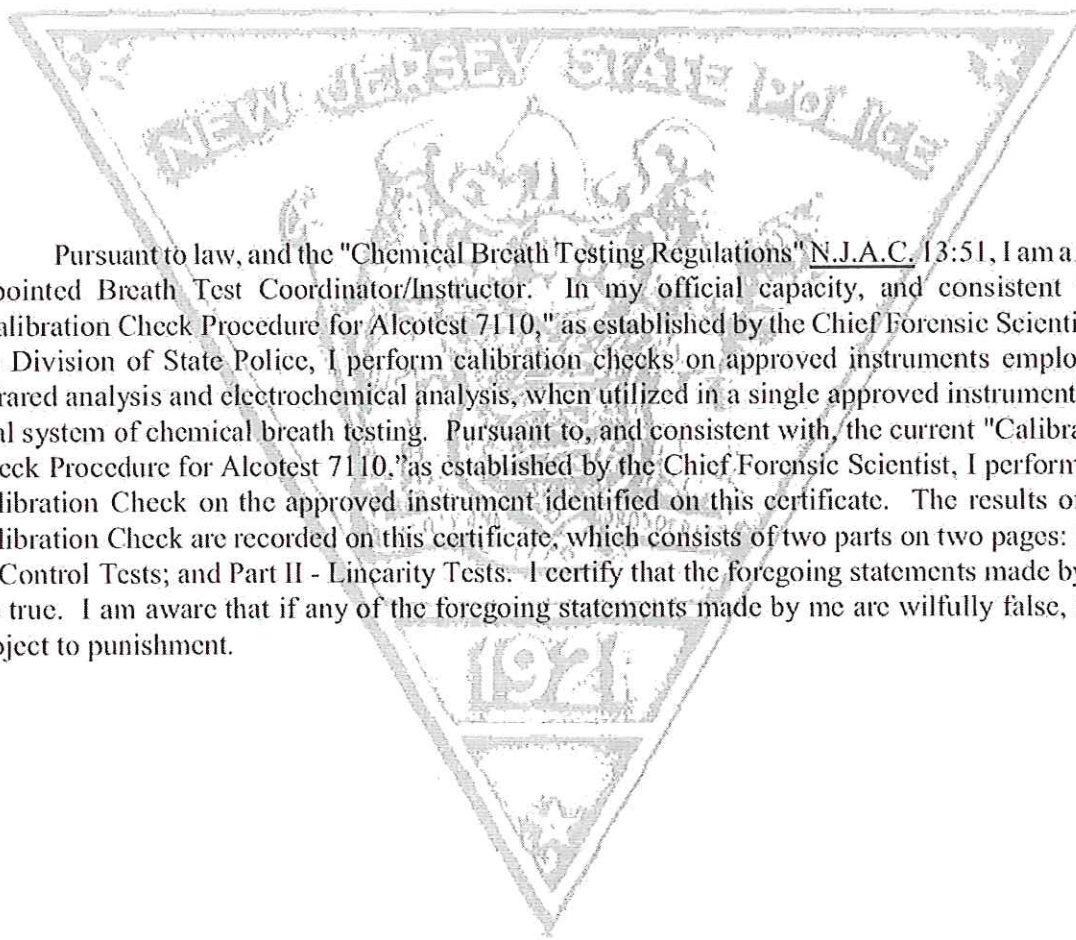 NEW JERSEY STATE POLICE
Pursuant to law, and the "Chemical Breath Testing Regulations" N.J.A.C. 13:51, I am a
pointed Breath Test Coordinator/Instructor. In my official capacity, and consistent
alibration Check Procedure for Alcotest 7110," as established by the Chief Forensic Scienti
Division of State Police, I perform calibration checks on approved instruments emplo
rared analysis and electrochemical analysis, when utilized in a single approved instrument
al system of chemical breath testing. Pursuant to, and consistent with, the current "Calibra
eck Procedure for Alcotest 7110," as established by the Chief Forensic Scientist, I perform
libration Check on the approved instrument identified on this certificate. The results o
libration Check are recorded on this certificate, which consists of two parts on two pages:
Control Tests; and Part II - Linearity Tests. I certify that the foregoing statements made by
true. I am aware that if any of the foregoing statements made by me are wilfully false,
bject to punishment.
1921